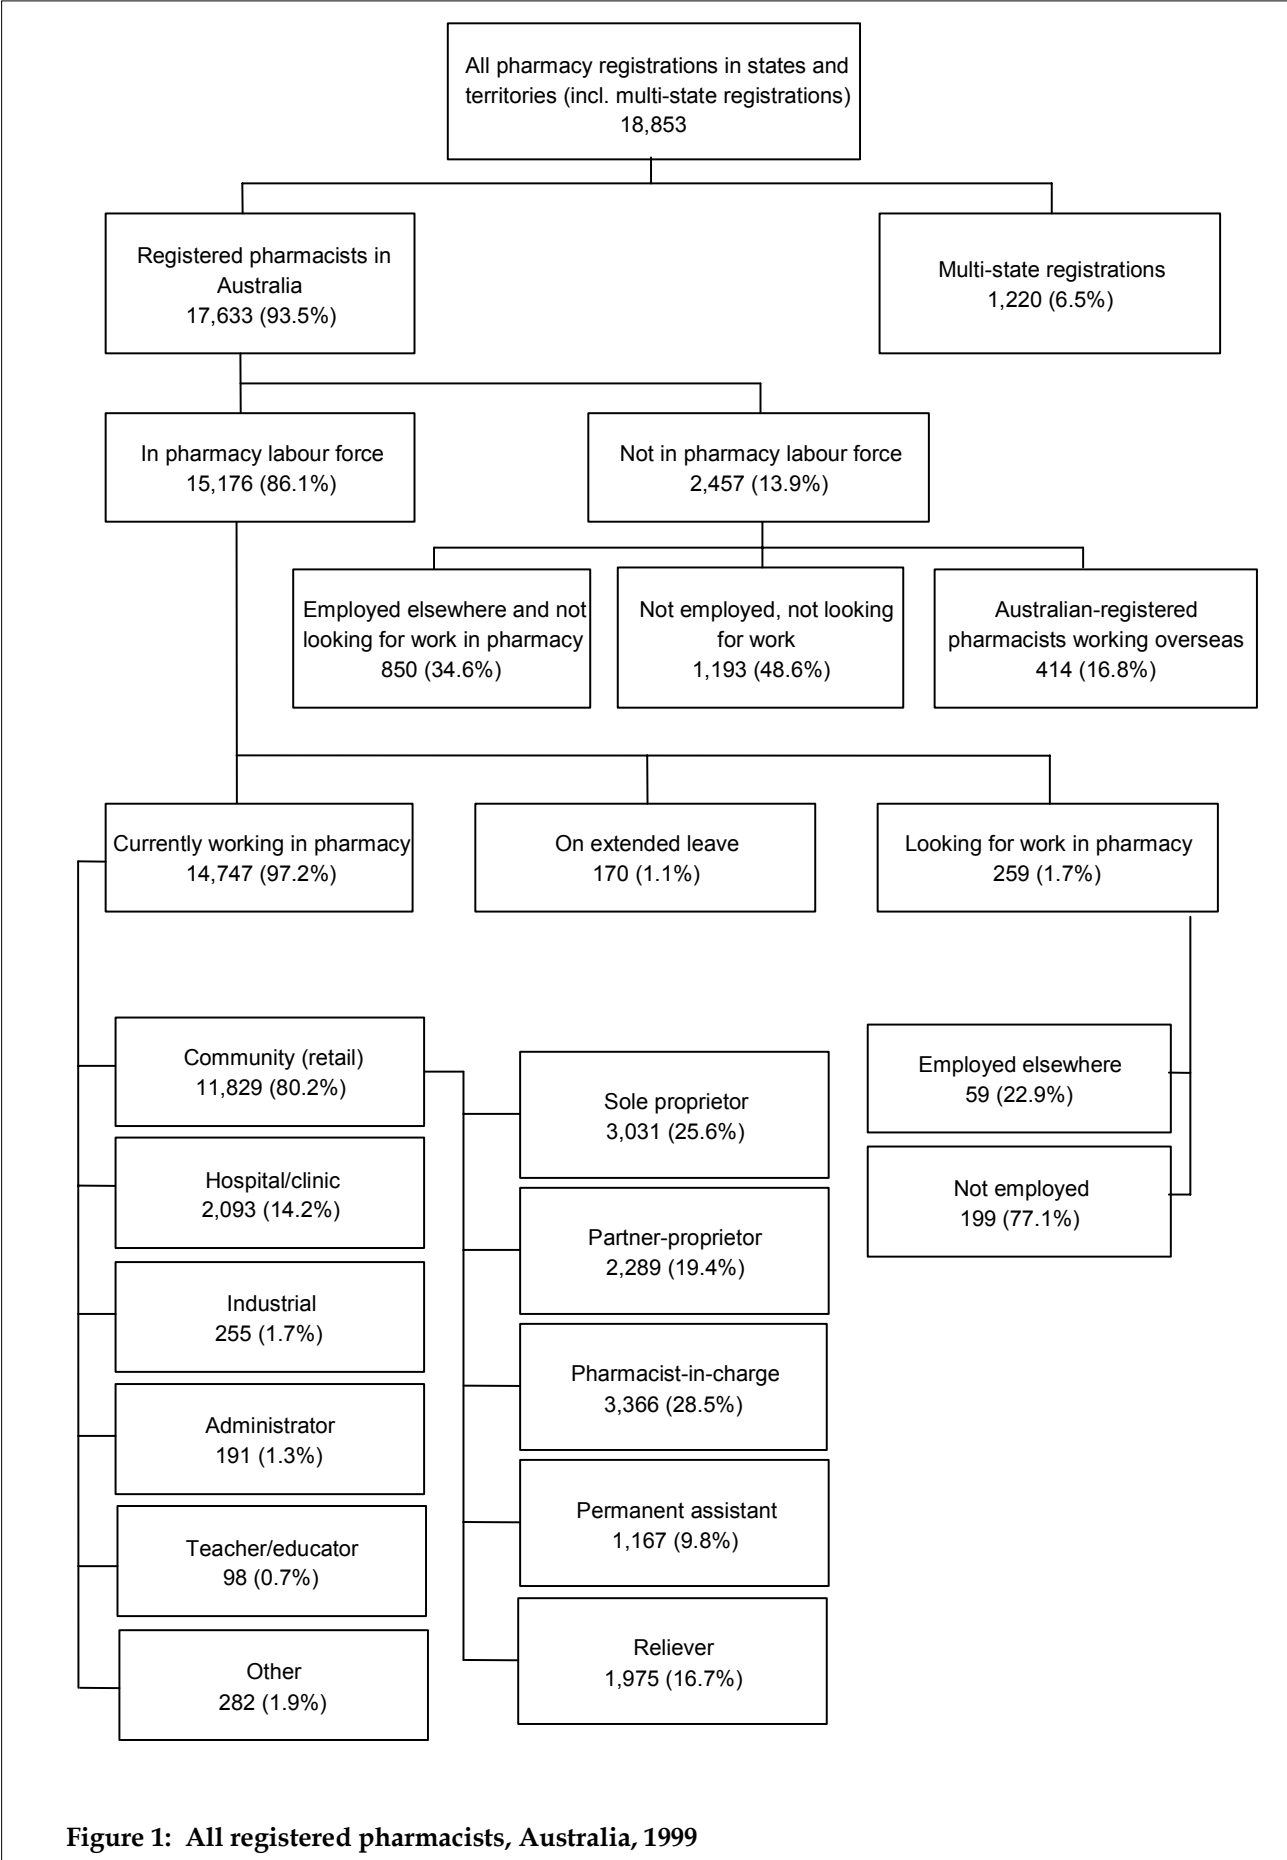 All pharmacy registrations in states and
territories (incl. multi-state registrations)
18,853
Registered pharmacists in
Australia
17,633 (93.5%)
Multi-state registrations
1,220 (6.5%)
In pharmacy labour force
15,176 (86.1%)
Not in pharmacy labour force
2,457 (13.9%)
Employed elsewhere and not
looking for work in pharmacy
850 (34.6%)
Not employed, not looking
for work
1,193 (48.6%)
Australian-registered
pharmacists working overseas
414 (16.8%)
Currently working in pharmacy
14,747 (97.2%)
On extended leave
170 (1.1%)
Looking for work in pharmacy
259 (1.7%)
Community (retail)
11,829 (80.2%)
Hospital/clinic
2,093 (14.2%)
Industrial
255 (1.7%)
Administrator
191 (1.3%)
Teacher/educator
98 (0.7%)
Other
282 (1.9%)
Sole proprietor
3,031 (25.6%)
Partner-proprietor
2,289 (19.4%)
Pharmacist-in-charge
3,366 (28.5%)
Permanent assistant
1,167 (9.8%)
Reliever
1,975 (16.7%)
Employed elsewhere
59 (22.9%)
Not employed
199 (77.1%)
Figure 1: All registered pharmacists, Australia, 1999